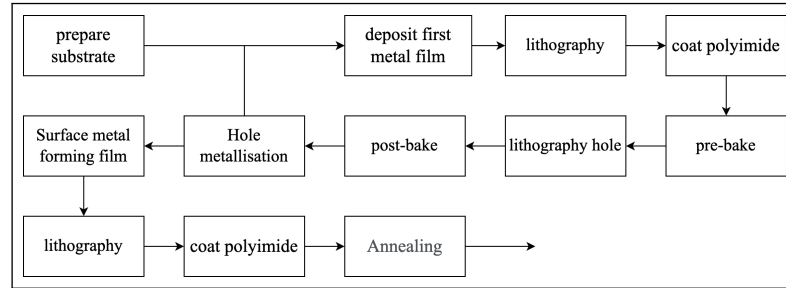 prepare
substrate
deposit first
metal film
lithography
coat polyimide
Surface metal
forming film
Hole
metallisation
post-bake
lithography hole
pre-bake
lithography
coat polyimide
Annealing